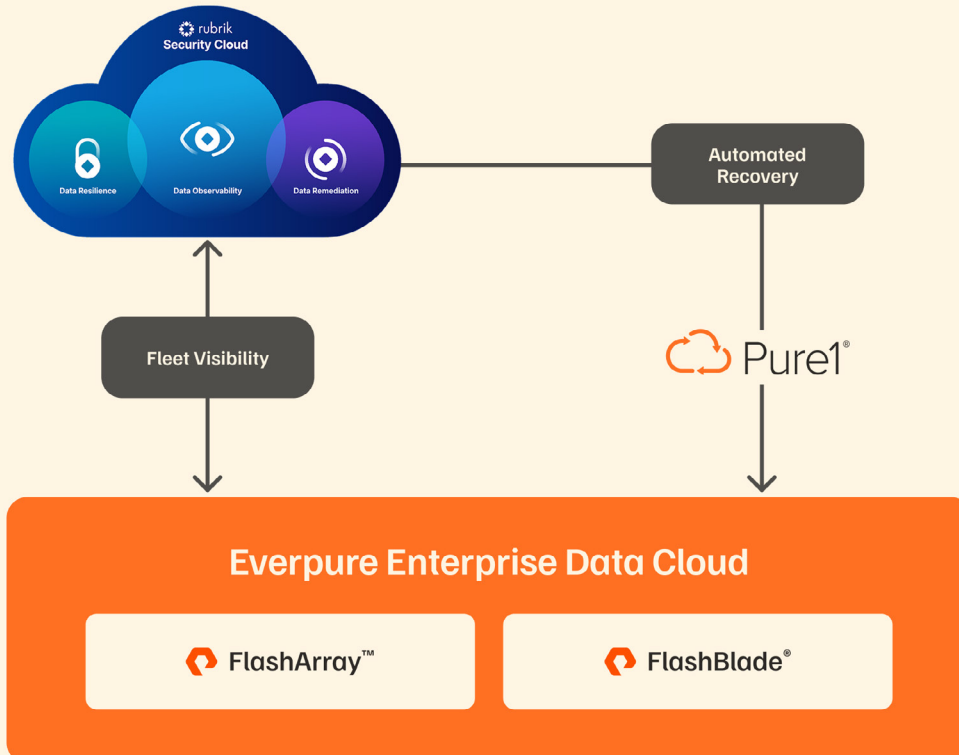 rubrik
Security Cloud
Data Resilience
Data Observability
Data Remediation
Automated
Recovery
Fleet Visibility
Pure1®
Everpure Enterprise Data Cloud
FlashArray™
FlashBlade®